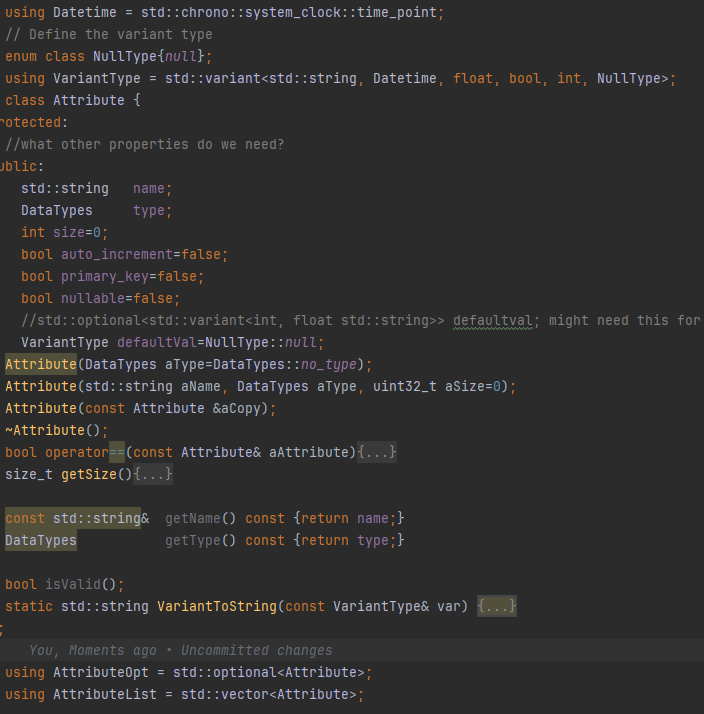 using Datetime = std::chrono::system_clock::time_point;
// Define the variant type
enum class NullType{null};
using VariantType = std::variant<std::string, Datetime, float, bool, int, NullType>;
class Attribute {
rotected:
//what other properties do we need?
ublic:
std::string   name;
DataTypes     type;
int size=0;
bool auto_increment=false;
bool primary_key=false;
bool nullable=false;
//std::optional<std::variant<int, float std::string>> defaultval; might need this for
VariantType defaultVal=NullType::null;
Attribute(DataTypes aType=DataTypes::no_type);
Attribute(std::string aName, DataTypes aType, uint32_t aSize=0);
Attribute(const Attribute &aCopy);
~Attribute();
bool operator==(const Attribute& aAttribute){...}
size_t getSize(){...}
const std::string&  getName() const {return name;}
DataTypes           getType() const {return type;}
bool isValid();
static std::string VariantToString(const VariantType& var) {...}
;
You, Moments ago • Uncommitted changes
using AttributeOpt = std::optional<Attribute>;
using AttributeList = std::vector<Attribute>;